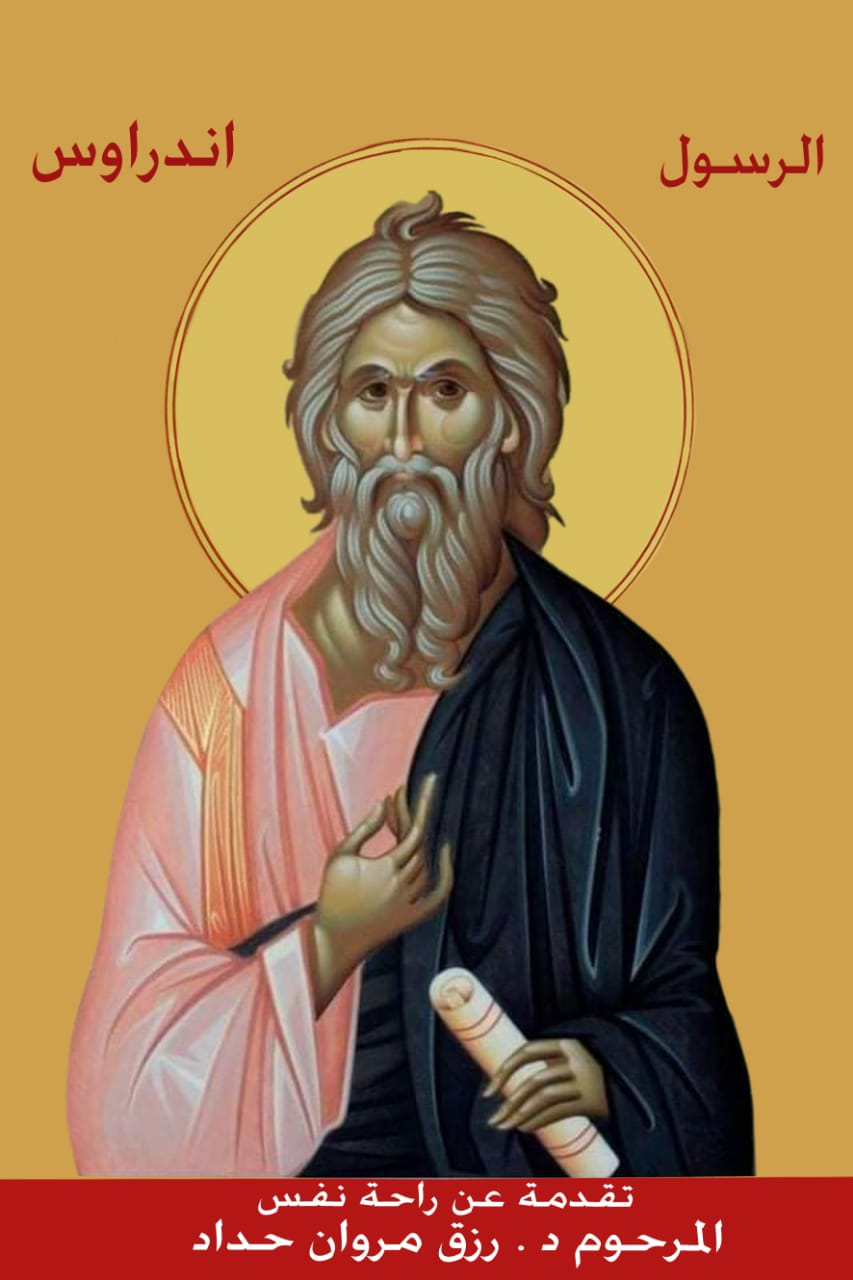 الرسول
اندراوس
تقدمة عن راحة نفس
المرحوم د . رزق مروان حداد